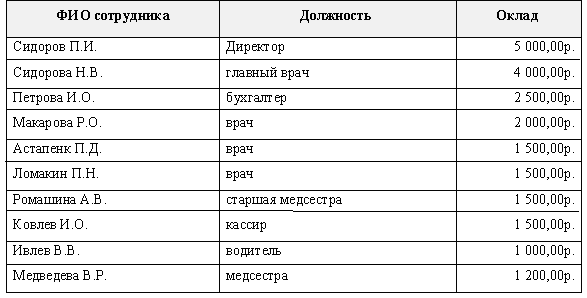 ФИО сотрудника Должность Оклад
Сидоров П.И. Директор 5 000,00р.
Сидорова Н.В. главный врач 4 000,00р.
Петрова И.О. бухгалтер 2 500,00р.
Макарова Р.О. врач 2 000,00р.
Астапенк П.Д. врач 1 500,00р.
Ломакин П.Н. врач 1 500,00р.
Ромашина А.В. старшая медсестра 1 500,00р.
Ковлев И.О. кассир 1 500,00р.
Ивлев В.В. водитель 1 000,00р.
Медведева В.Р. медсестра 1 200,00р.